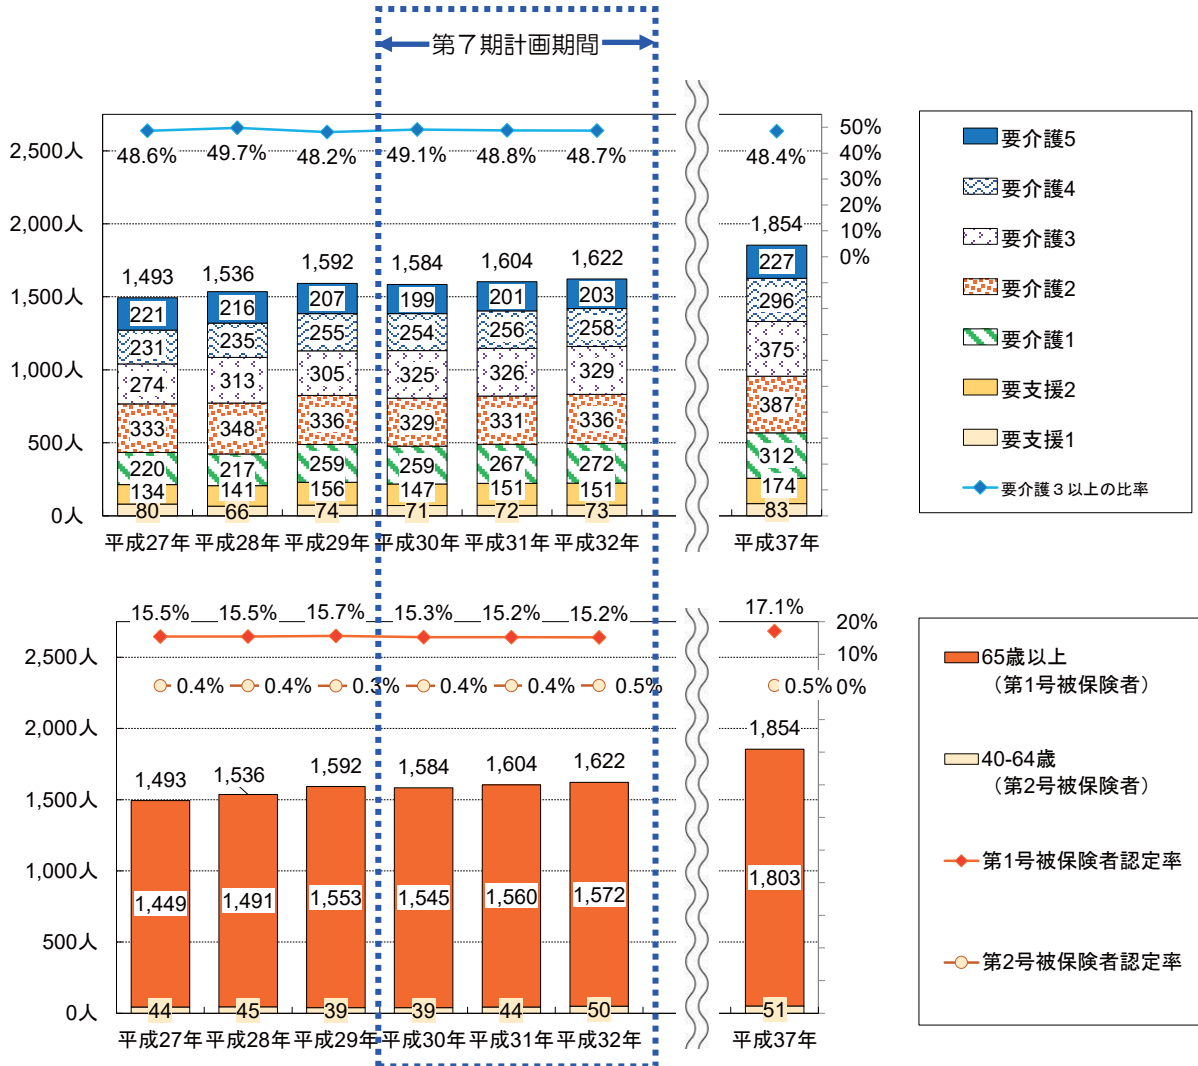 第７期計画期間
2,500人
2,000人
1,500人
1,000人
500人
0人
48.6%
49.7%
48.2%
49.1%
48.8%
48.7%
48.4%
50%
40%
30%
20%
10%
0%
1,493
1,536
1,592
1,584
1,604
1,622
1,854
221
216
207
199
201
203
227
231
235
255
254
256
258
296
274
313
305
325
326
329
375
333
348
336
329
331
336
387
220
217
259
259
267
272
312
134
141
156
147
151
151
174
80
66
74
71
72
73
83
平成27年
平成28年
平成29年
平成30年
平成31年
平成32年
平成37年
要介護5
要介護4
要介護3
要介護2
要介護1
要支援2
要支援1
要介護３以上の比率
15.5%
15.5%
15.7%
15.3%
15.2%
15.2%
17.1%
20%
10%
0%
2,500人
2,000人
1,500人
1,000人
500人
0人
0.4%
0.4%
0.3%
0.4%
0.4%
0.5%
0.5%
1,493
1,536
1,592
1,584
1,604
1,622
1,854
1,449
1,491
1,553
1,545
1,560
1,572
1,803
44
45
39
39
44
50
51
平成27年
平成28年
平成29年
平成30年
平成31年
平成32年
平成37年
65歳以上
（第1号被保険者）
40-64歳
（第2号被保険者）
第1号被保険者認定率
第2号被保険者認定率